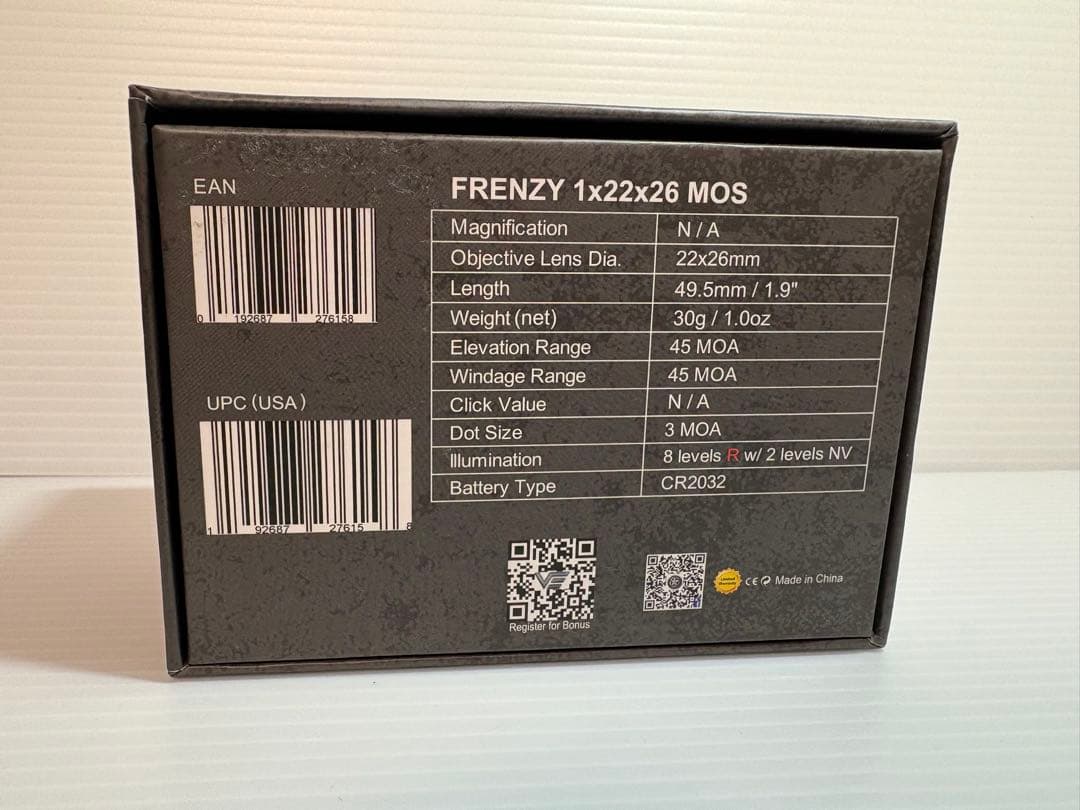 EAN
0 192687 276158
UPC (USA)
1 92687 27615 8
FRENZY 1x22x26 MOS
Magnification N / A
Objective Lens Dia. 22x26mm
Length 49.5mm / 1.9"
Weight (net) 30g / 1.0oz
Elevation Range 45 MOA
Windage Range 45 MOA
Click Value N / A
Dot Size 3 MOA
Illumination 8 levels R w/ 2 levels NV
Battery Type CR2032
Register for Bonus
CE Made in China